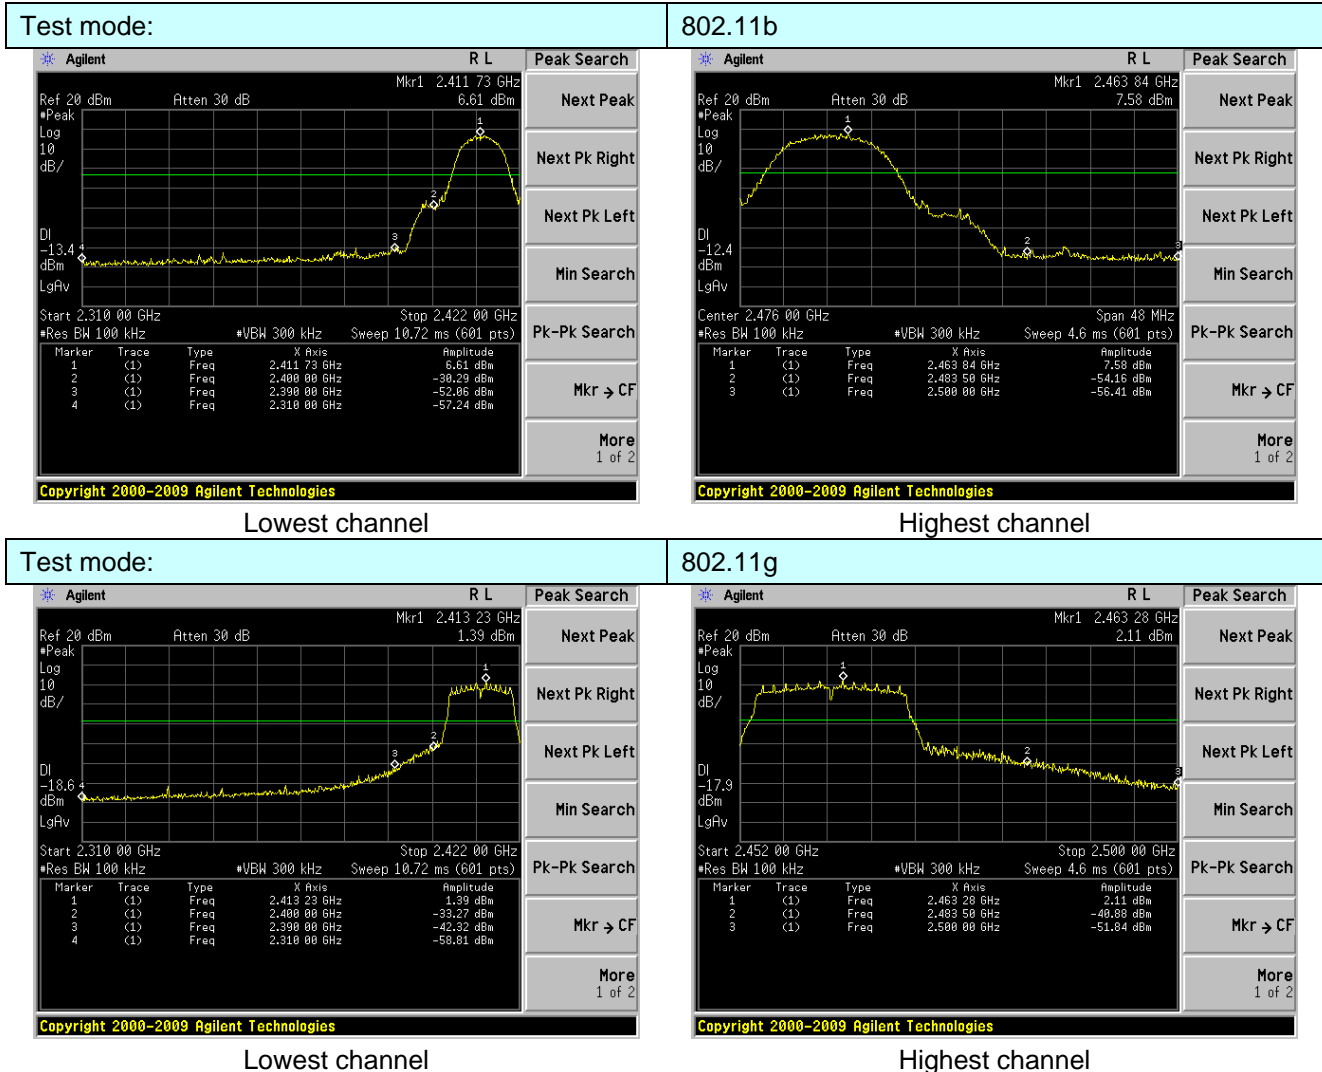 Test mode: 802.11b
Agilent R L Peak Search
Mkr1 2.411 73 GHz
Ref 20 dBm Atten 30 dB 6.61 dBm
#Peak
Log
10
dB/
DI
-13.4
dBm
LgAv
1
2
3
4
Start 2.310 00 GHz Stop 2.422 00 GHz
#Res BW 100 kHz #VBW 300 kHz Sweep 10.72 ms (601 pts)
Marker Trace Type X Axis Amplitude
1 (1) Freq 2.411 73 GHz 6.61 dBm
2 (1) Freq 2.400 00 GHz -30.29 dBm
3 (1) Freq 2.390 00 GHz -52.06 dBm
4 (1) Freq 2.310 00 GHz -57.24 dBm
Next Peak
Next Pk Right
Next Pk Left
Min Search
Pk-Pk Search
Mkr → CF
More
1 of 2
Copyright 2000-2009 Agilent Technologies
Lowest channel
Agilent R L Peak Search
Mkr1 2.463 84 GHz
Ref 20 dBm Atten 30 dB 7.58 dBm
#Peak
Log
10
dB/
DI
-12.4
dBm
LgAv
1
2
3
Center 2.476 00 GHz Span 48 MHz
#Res BW 100 kHz #VBW 300 kHz Sweep 4.6 ms (601 pts)
Marker Trace Type X Axis Amplitude
1 (1) Freq 2.463 84 GHz 7.58 dBm
2 (1) Freq 2.483 50 GHz -54.16 dBm
3 (1) Freq 2.500 00 GHz -56.41 dBm
Next Peak
Next Pk Right
Next Pk Left
Min Search
Pk-Pk Search
Mkr → CF
More
1 of 2
Copyright 2000-2009 Agilent Technologies
Highest channel
Test mode: 802.11g
Agilent R L Peak Search
Mkr1 2.413 23 GHz
Ref 20 dBm Atten 30 dB 1.39 dBm
#Peak
Log
10
dB/
DI
-18.6
dBm
LgAv
1
2
3
4
Start 2.310 00 GHz Stop 2.422 00 GHz
#Res BW 100 kHz #VBW 300 kHz Sweep 10.72 ms (601 pts)
Marker Trace Type X Axis Amplitude
1 (1) Freq 2.413 23 GHz 1.39 dBm
2 (1) Freq 2.400 00 GHz -33.27 dBm
3 (1) Freq 2.390 00 GHz -42.32 dBm
4 (1) Freq 2.310 00 GHz -58.81 dBm
Next Peak
Next Pk Right
Next Pk Left
Min Search
Pk-Pk Search
Mkr → CF
More
1 of 2
Copyright 2000-2009 Agilent Technologies
Lowest channel
Agilent R L Peak Search
Mkr1 2.463 28 GHz
Ref 20 dBm Atten 30 dB 2.11 dBm
#Peak
Log
10
dB/
DI
-17.9
dBm
LgAv
1
2
3
Start 2.452 00 GHz Stop 2.500 00 GHz
#Res BW 100 kHz #VBW 300 kHz Sweep 4.6 ms (601 pts)
Marker Trace Type X Axis Amplitude
1 (1) Freq 2.463 28 GHz 2.11 dBm
2 (1) Freq 2.483 50 GHz -40.88 dBm
3 (1) Freq 2.500 00 GHz -51.84 dBm
Next Peak
Next Pk Right
Next Pk Left
Min Search
Pk-Pk Search
Mkr → CF
More
1 of 2
Copyright 2000-2009 Agilent Technologies
Highest channel